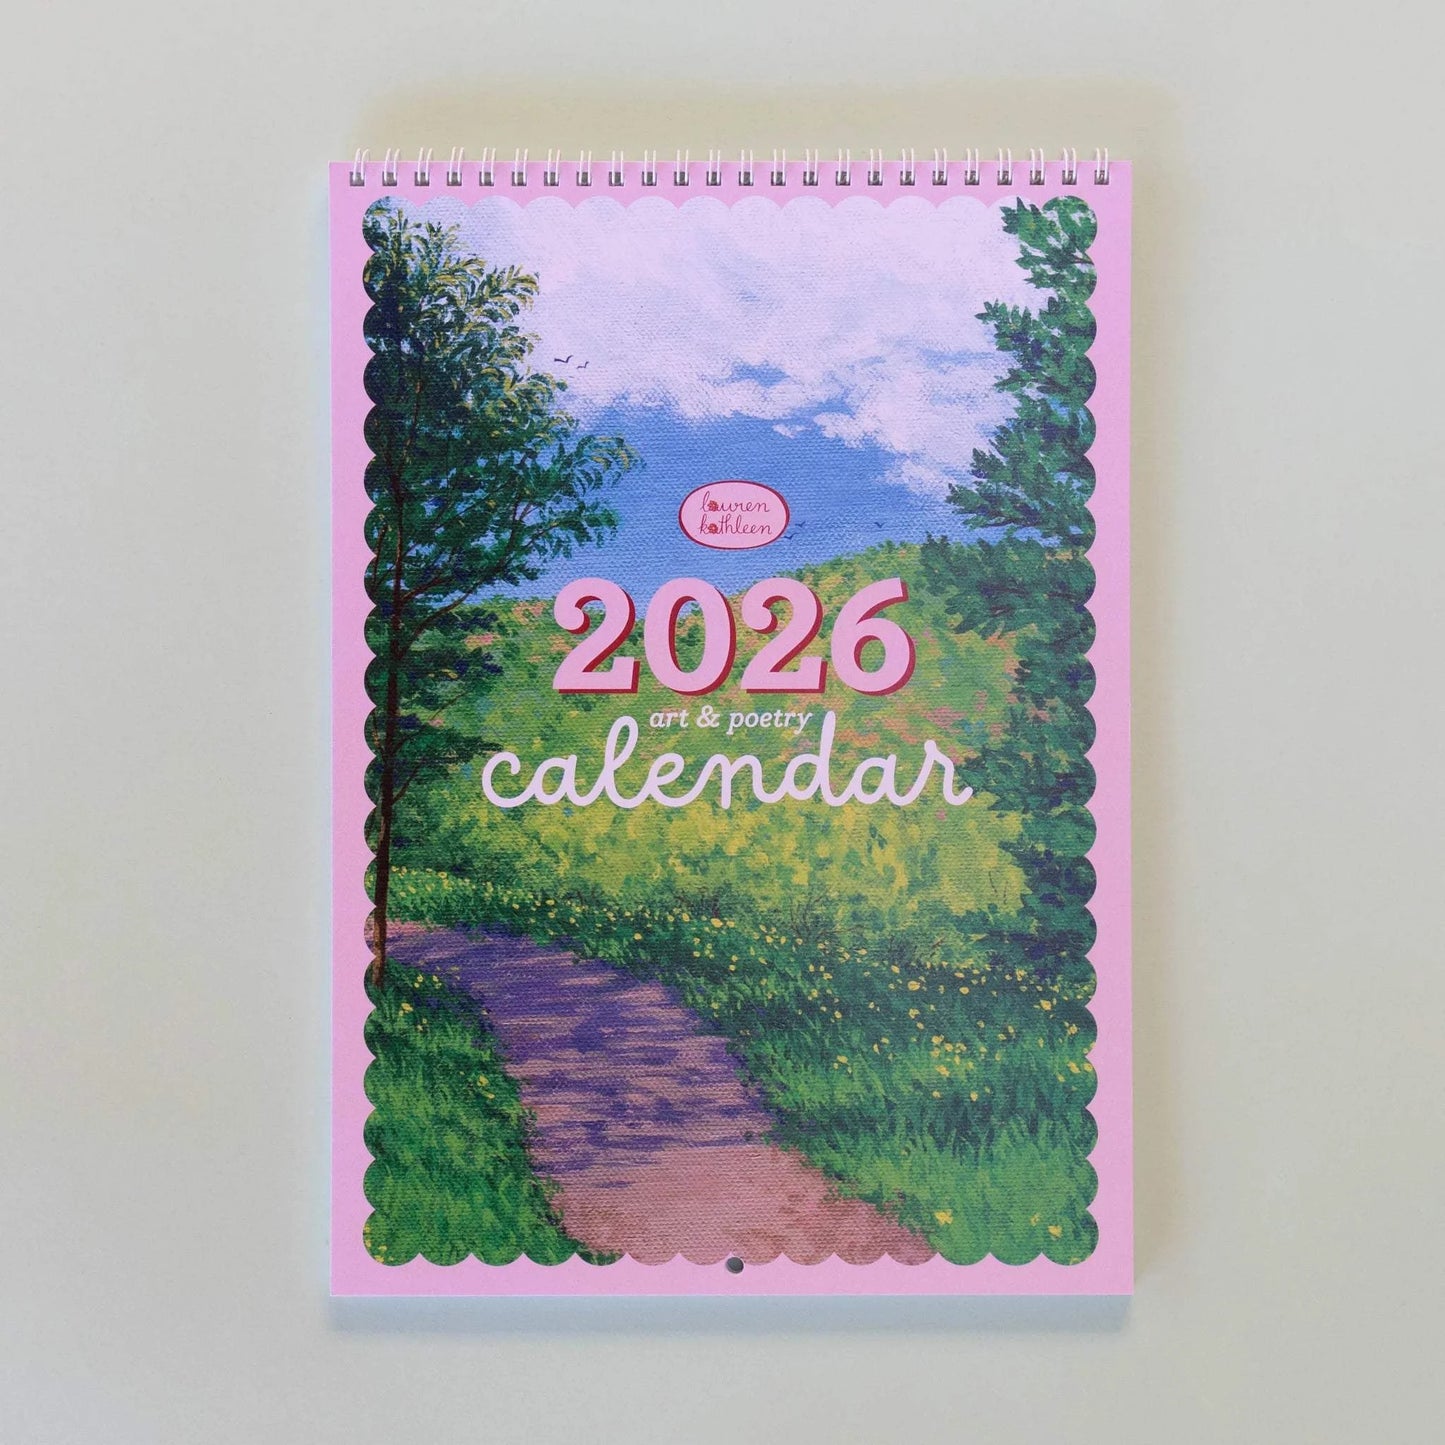 lauren
kathleen
2026
art & poetry
calendar